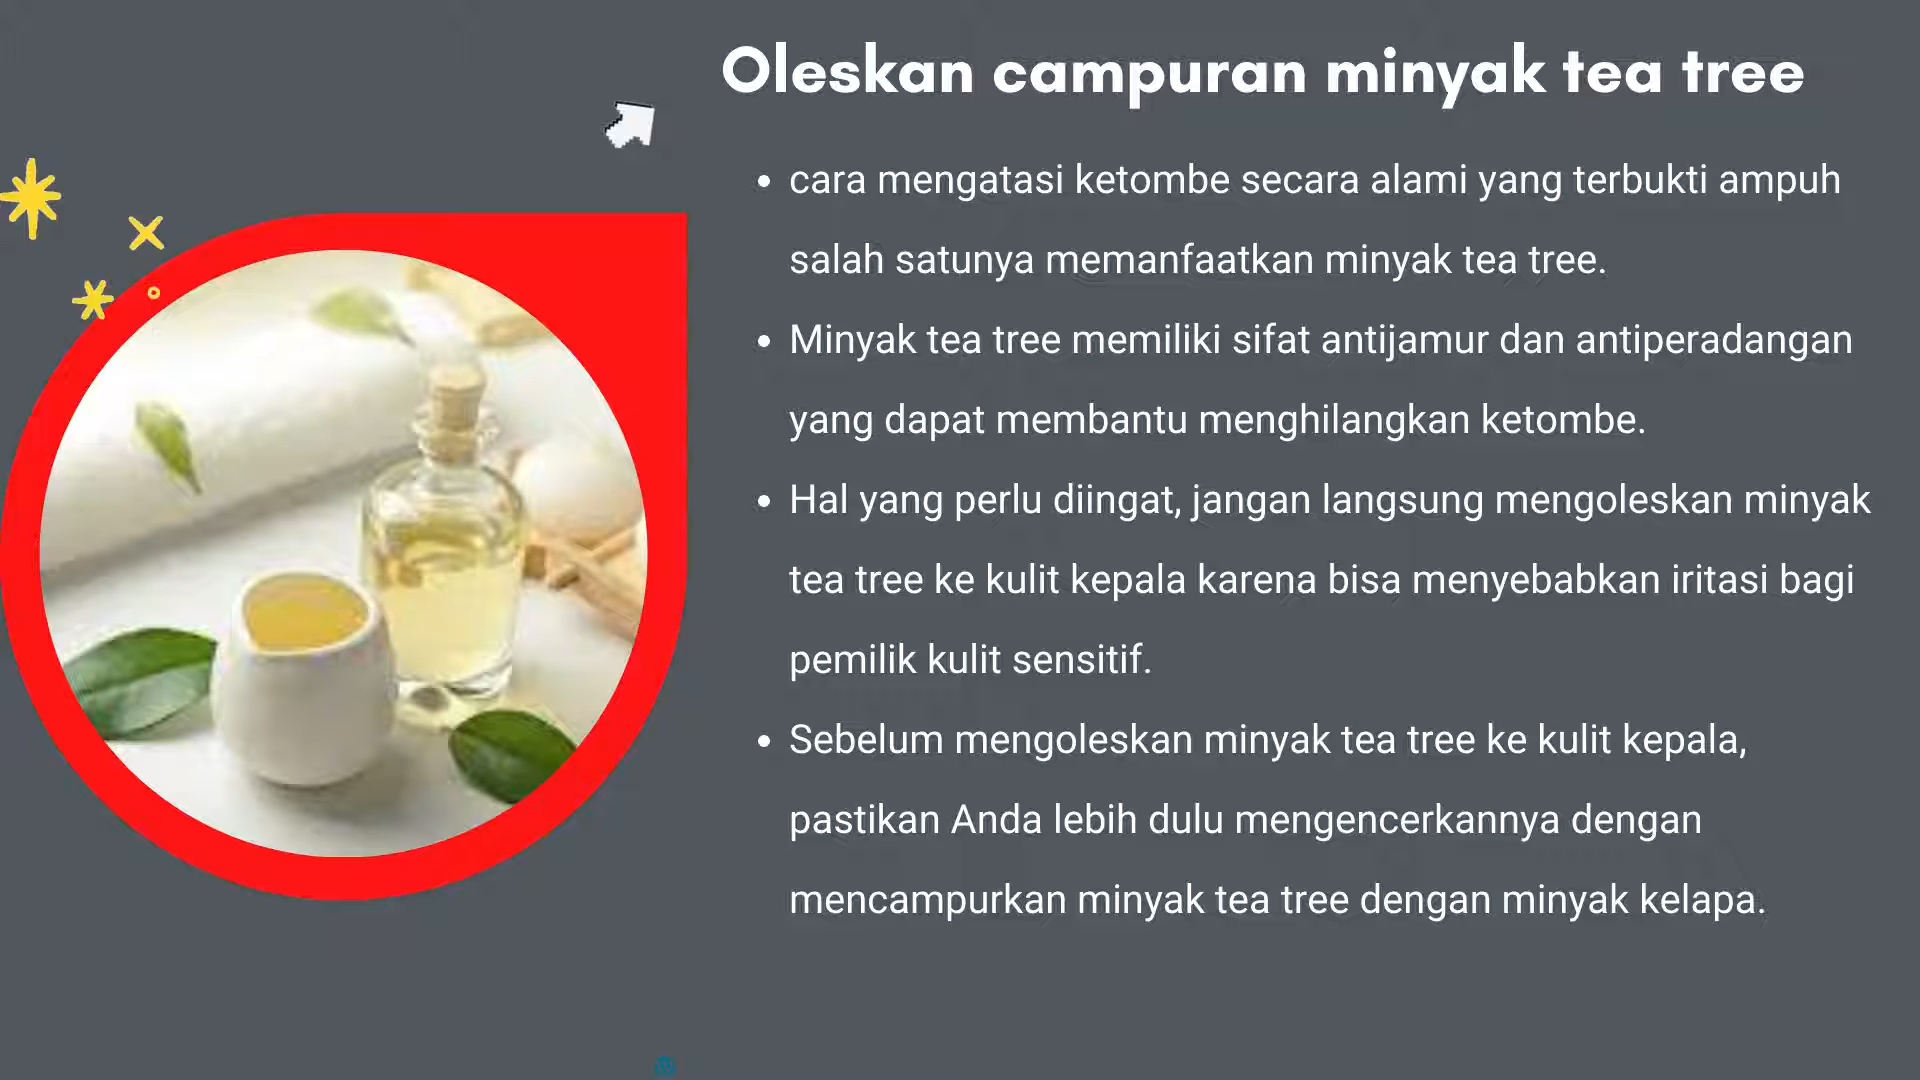 Oleskan campuran minyak tea tree
• cara mengatasi ketombe secara alami yang terbukti ampuh
salah satunya memanfaatkan minyak tea tree.
• Minyak tea tree memiliki sifat antijamur dan antiperadangan
yang dapat membantu menghilangkan ketombe.
• Hal yang perlu diingat, jangan langsung mengoleskan minyak
tea tree ke kulit kepala karena bisa menyebabkan iritasi bagi
pemilik kulit sensitif.
• Sebelum mengoleskan minyak tea tree ke kulit kepala,
pastikan Anda lebih dulu mengencerkannya dengan
mencampurkan minyak tea tree dengan minyak kelapa.